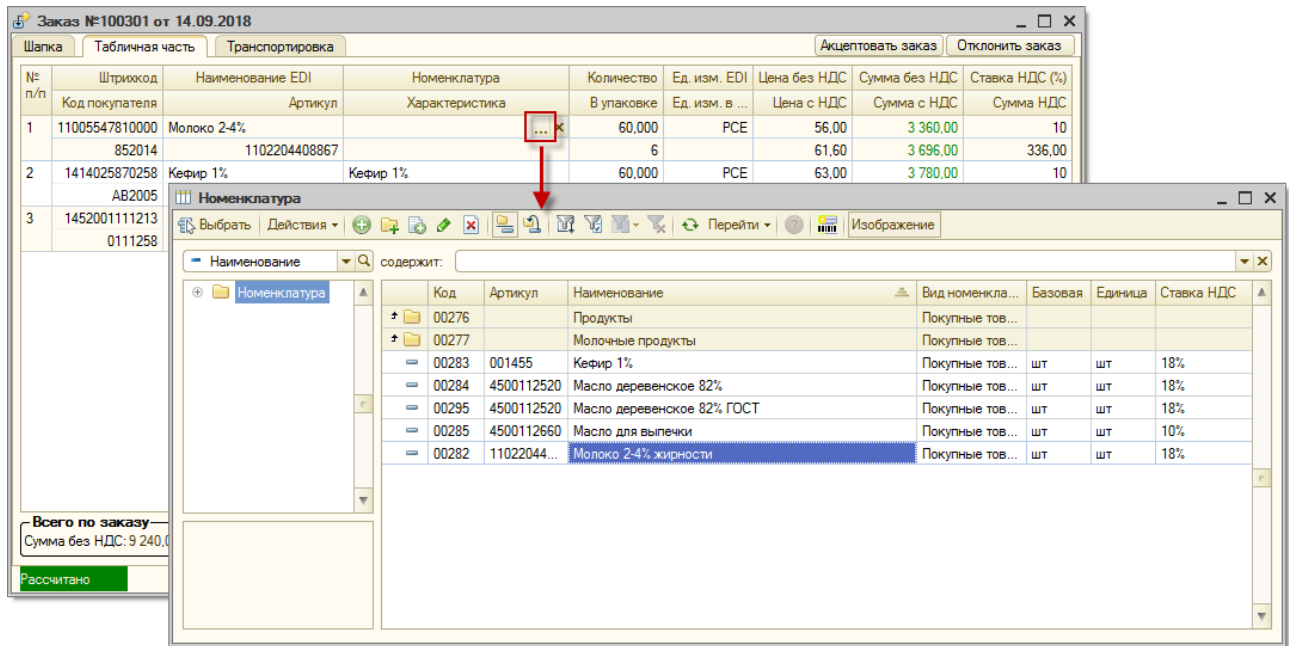 Заказ №100301 от 14.09.2018
Шапка Табличная часть Транспортировка Акцептовать заказ Отклонить заказ
№ п/п Штрихкод Наименование EDI Номенклатура Количество Ед. изм. EDI Цена без НДС Сумма без НДС Ставка НДС (%)
Код покупателя Артикул Характеристика В упаковке Ед. изм. в ... Цена с НДС Сумма с НДС Сумма НДС
1 11005547810000 Молоко 2-4% ... × 60,000 PCE 56,00 3 360,00 10
852014 1102204408867 6 61,60 3 696,00 336,00
2 1414025870258 Кефир 1% Кефир 1% 60,000 PCE 63,00 3 780,00 10
AB2005
3 1452001111213
0111258
Всего по заказу
Сумма без НДС: 9 240,0
Рассчитано
Номенклатура
Выбрать Действия Перейти Изображение
Наименование содержит:
Номенклатура
Код Артикул Наименование Вид номенкла... Базовая Единица Ставка НДС
00276 Продукты Покупные тов...
00277 Молочные продукты Покупные тов...
00283 001455 Кефир 1% Покупные тов... шт шт 18%
00284 4500112520 Масло деревенское 82% Покупные тов... шт шт 18%
00295 4500112520 Масло деревенское 82% ГОСТ Покупные тов... шт шт 18%
00285 4500112660 Масло для выпечки Покупные тов... шт шт 10%
00282 11022044... Молоко 2-4% жирности Покупные тов... шт шт 18%